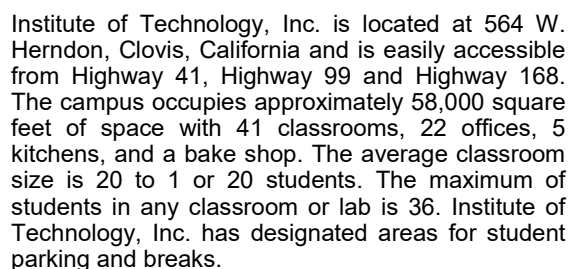 Institute of Technology, Inc. is located at 564 W.
Herndon, Clovis, California and is easily accessible
from Highway 41, Highway 99 and Highway 168.
The campus occupies approximately 58,000 square
feet of space with 41 classrooms, 22 offices, 5
kitchens, and a bake shop. The average classroom
size is 20 to 1 or 20 students. The maximum of
students in any classroom or lab is 36. Institute of
Technology, Inc. has designated areas for student
parking and breaks.